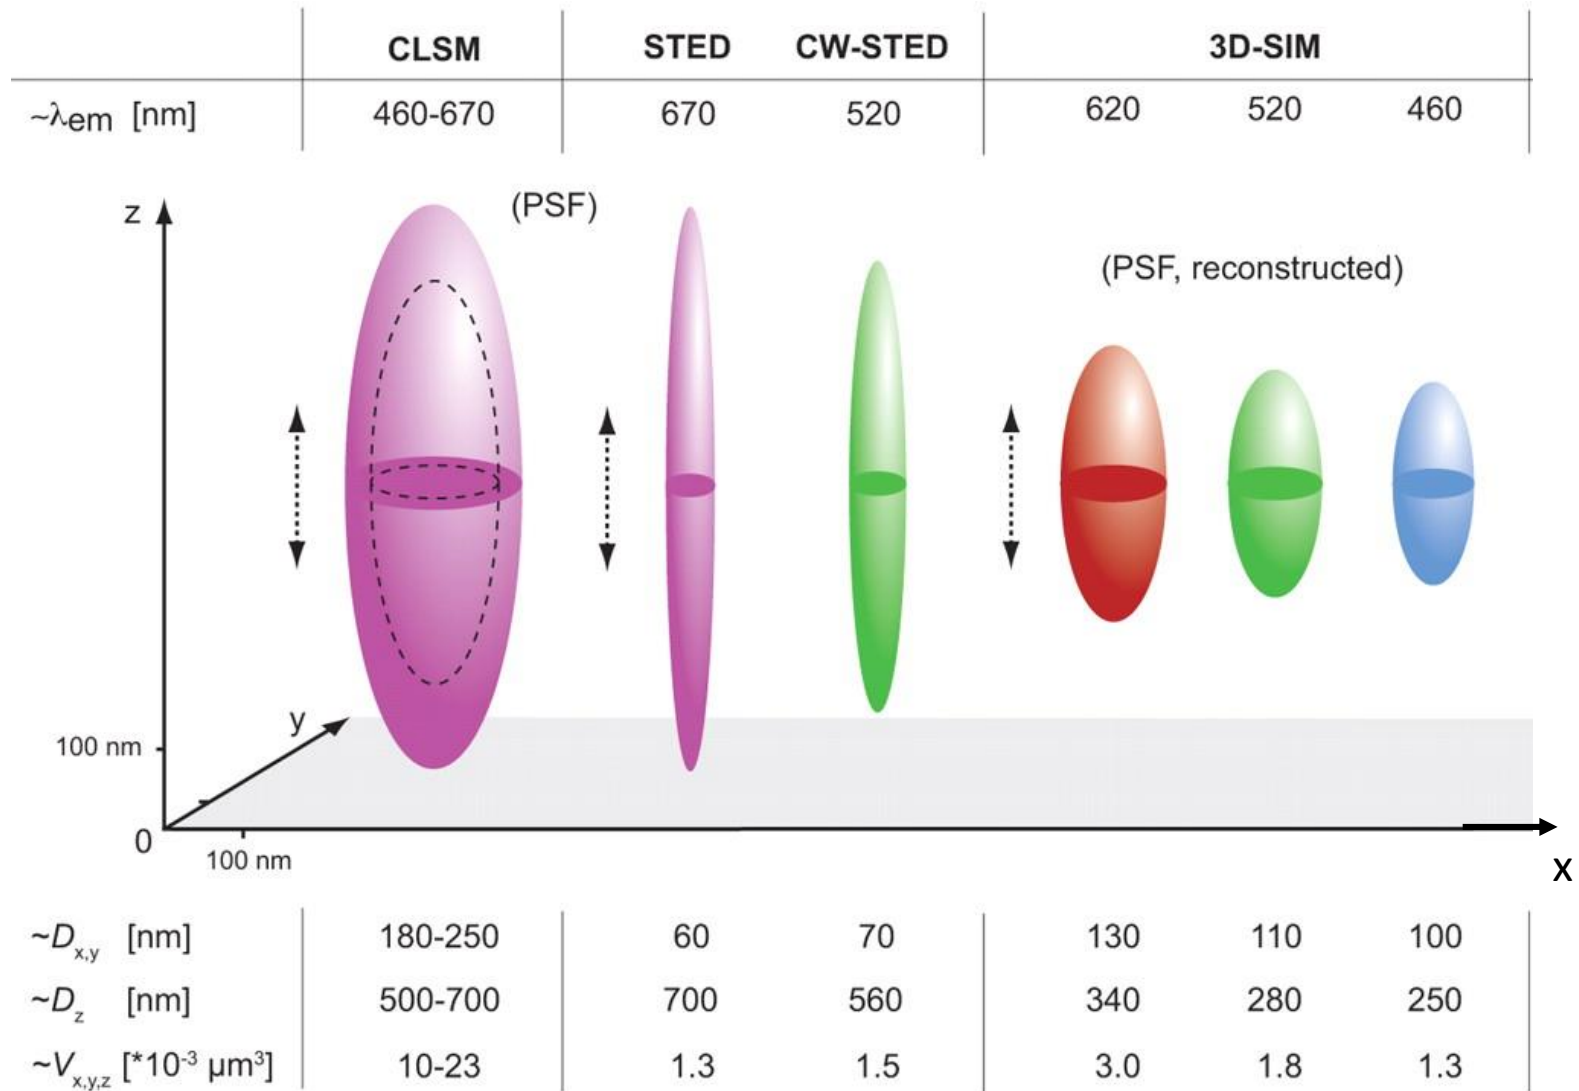 CLSM STED CW-STED 3D-SIM
~λem [nm] 460-670 670 520 620 520 460
z (PSF)
(PSF, reconstructed)
y
100 nm
0
100 nm
x
~Dx,y [nm] 180-250 60 70 130 110 100
~Dz [nm] 500-700 700 560 340 280 250
~Vx,y,z [*10-3 µm3] 10-23 1.3 1.5 3.0 1.8 1.3